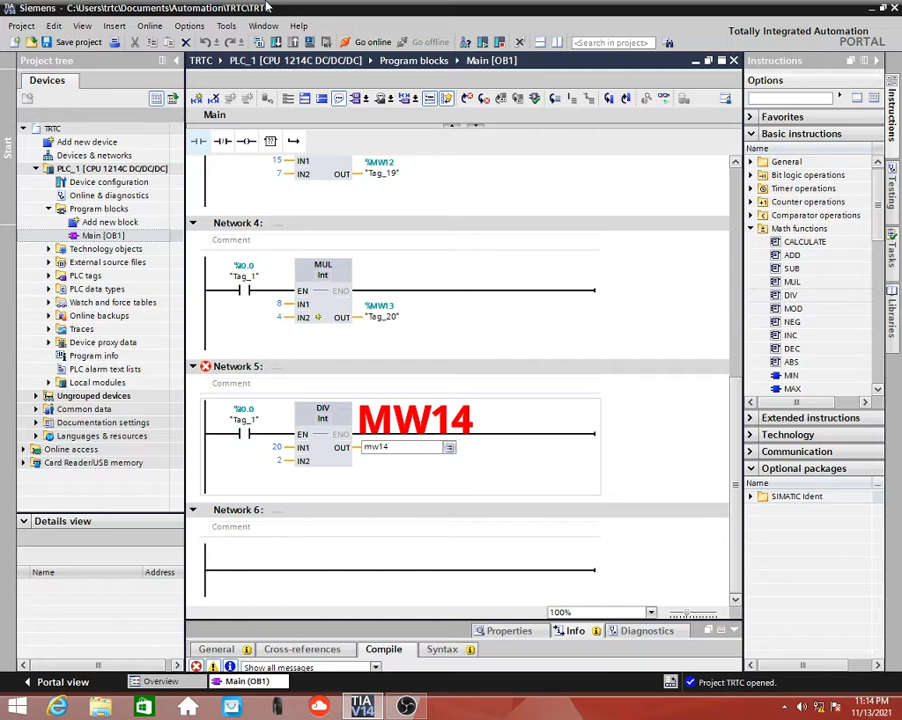 Siemens - C:\Users\trtc\Documents\Automation\TRTC\TRT
Project Edit View Insert Online Options Tools Window Help
Totally Integrated Automation
PORTAL
Save project
Go online
Go offline
<Search in project>
Project tree
TRTC ▸ PLC_1 [CPU 1214C DC/DC/DC] ▸ Program blocks ▸ Main [OB1]
Instructions
Devices
Options
Main
Start
TRTC
Add new device
Devices & networks
PLC_1 [CPU 1214C DC/DC/DC]
Device configuration
Online & diagnostics
Program blocks
Add new block
Main [OB1]
Technology objects
External source files
PLC tags
PLC data types
Watch and force tables
Online backups
Traces
Device proxy data
Program info
PLC alarm text lists
Local modules
Ungrouped devices
Common data
Documentation settings
Languages & resources
Online access
Card Reader/USB memory
Details view
Name Address
15 IN1 %MW12
7 IN2 OUT "Tag_19"
Network 4: .....
Comment
%I0.0 MUL
"Tag_1" Int
EN ENO
8 IN1 %MW13
4 IN2 OUT "Tag_20"
Network 5: .....
Comment
%I0.0 DIV
"Tag_1" Int
MW14
EN ENO
20 IN1 OUT mw14
2 IN2
Network 6: .....
Comment
100%
Properties Info Diagnostics
General Cross-references Compile Syntax
Show all messages
Favorites
Basic instructions
Name
General
Bit logic operations
Timer operations
Counter operations
Comparator operations
Math functions
CALCULATE
ADD
SUB
MUL
DIV
MOD
NEG
INC
DEC
ABS
MIN
MAX
Extended instructions
Technology
Communication
Optional packages
Name
SIMATIC Ident
Instructions
Testing
Tasks
Libraries
Portal view
Overview
Main (OB1)
Project TRTC opened.
TIA
V14
11:14 PM
11/13/2021